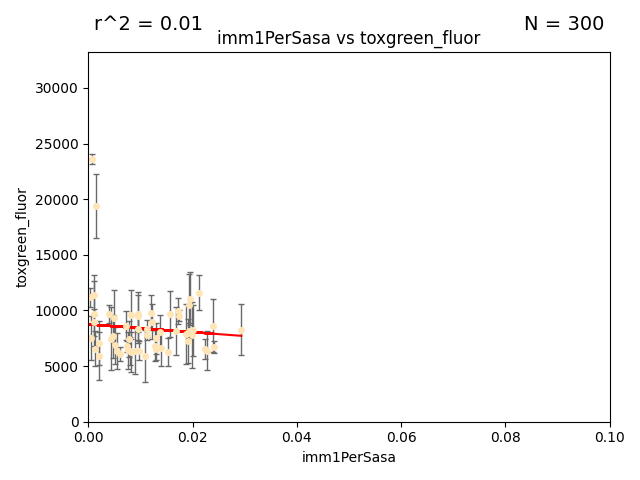 r^2 = 0.01
N = 300
imm1PerSasa vs toxgreen_fluor
30000
25000
20000
15000
10000
5000
0
toxgreen_fluor
0.00 0.02 0.04 0.06 0.08 0.10
imm1PerSasa